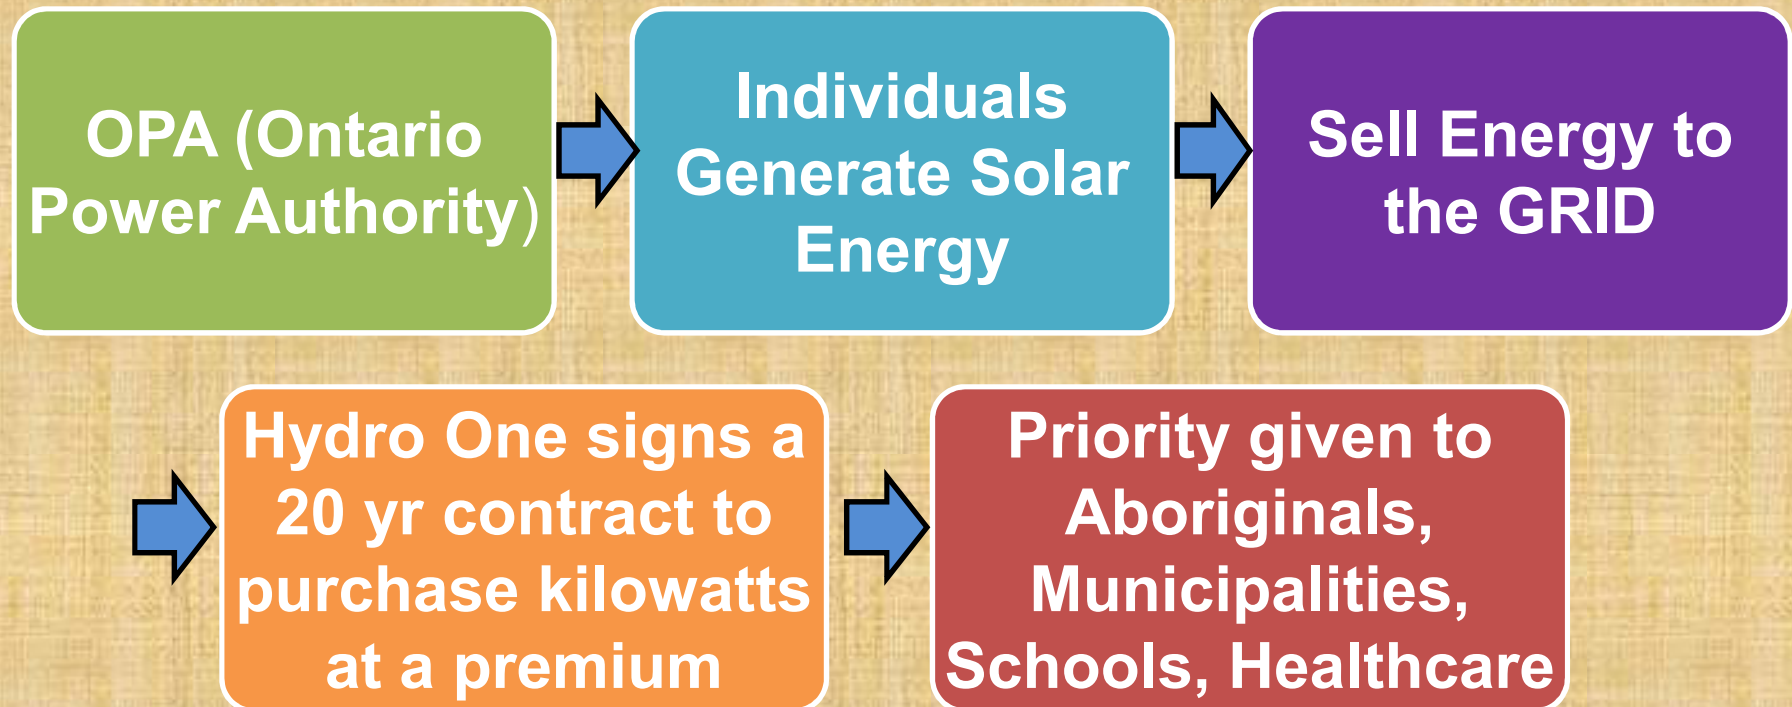 OPA (Ontario
Power Authority)
Individuals
Generate Solar
Energy
Sell Energy to
the GRID
Hydro One signs a
20 yr contract to
purchase kilowatts
at a premium
Priority given to
Aboriginals,
Municipalities,
Schools, Healthcare